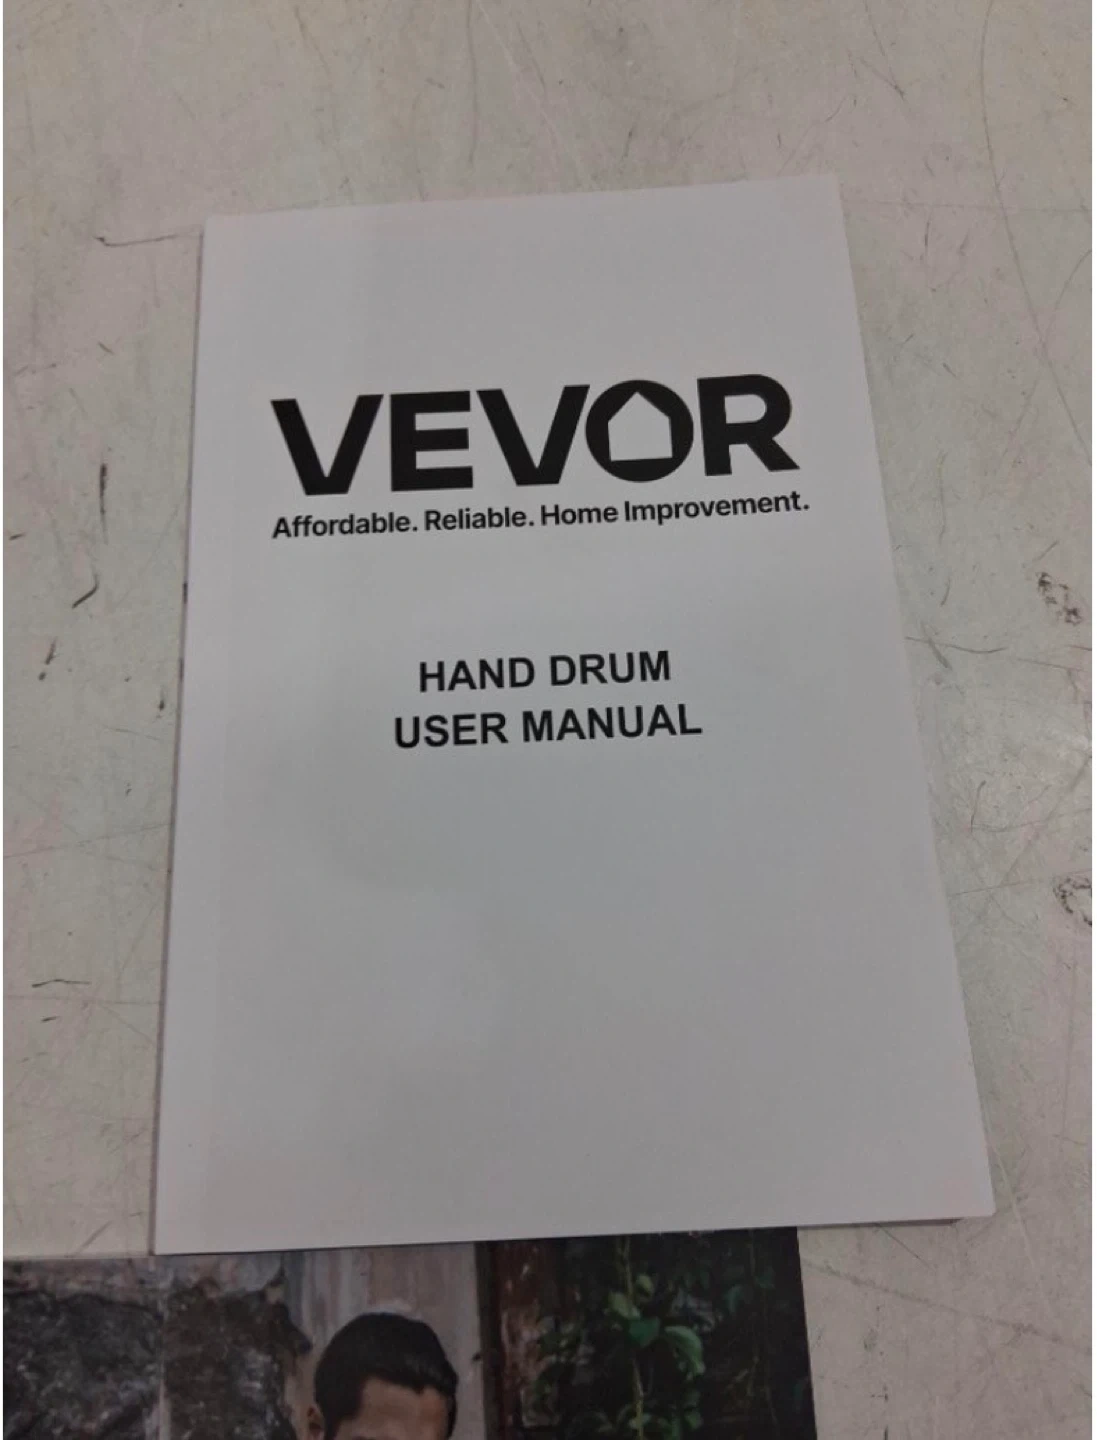 VEVOR
Affordable. Reliable. Home Improvement.
HAND DRUM
USER MANUAL